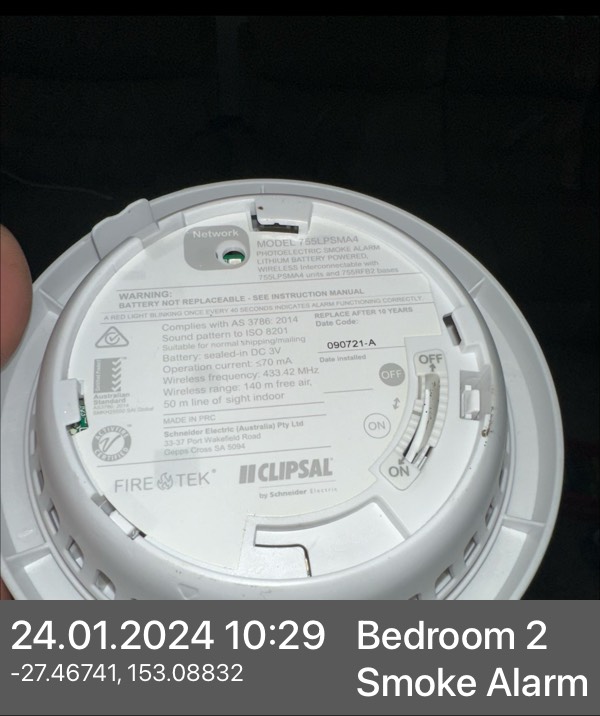 Network
MODEL 755LPSMA4
PHOTOELECTRIC SMOKE ALARM
LITHIUM BATTERY POWERED,
WIRELESS Interconnectable with
755LPSMA4 units and 755RFB2 bases
WARNING:
BATTERY NOT REPLACEABLE - SEE INSTRUCTION MANUAL
A RED LIGHT BLINKING ONCE EVERY 40 SECONDS INDICATES ALARM FUNCTIONING CORRECTLY.
Complies with AS 3786: 2014
Sound pattern to ISO 8201
Suitable for normal shipping/mailing
Battery: sealed-in DC 3V
Operation current: ≤70 mA
Wireless frequency: 433.42 MHz
Wireless range: 140 m free air,
50 m line of sight indoor
REPLACE AFTER 10 YEARS
Date Code:
090721-A
Date installed
OFF
OFF
ON
ON
Australian
Standard
MADE IN PRC
Schneider Electric (Australia) Pty Ltd
33-37 Port Wakefield Road
Gepps Cross SA 5094
FIRE TEK
CLIPSAL
by Schneider Electric
24.01.2024 10:29
-27.46741, 153.08832
Bedroom 2
Smoke Alarm